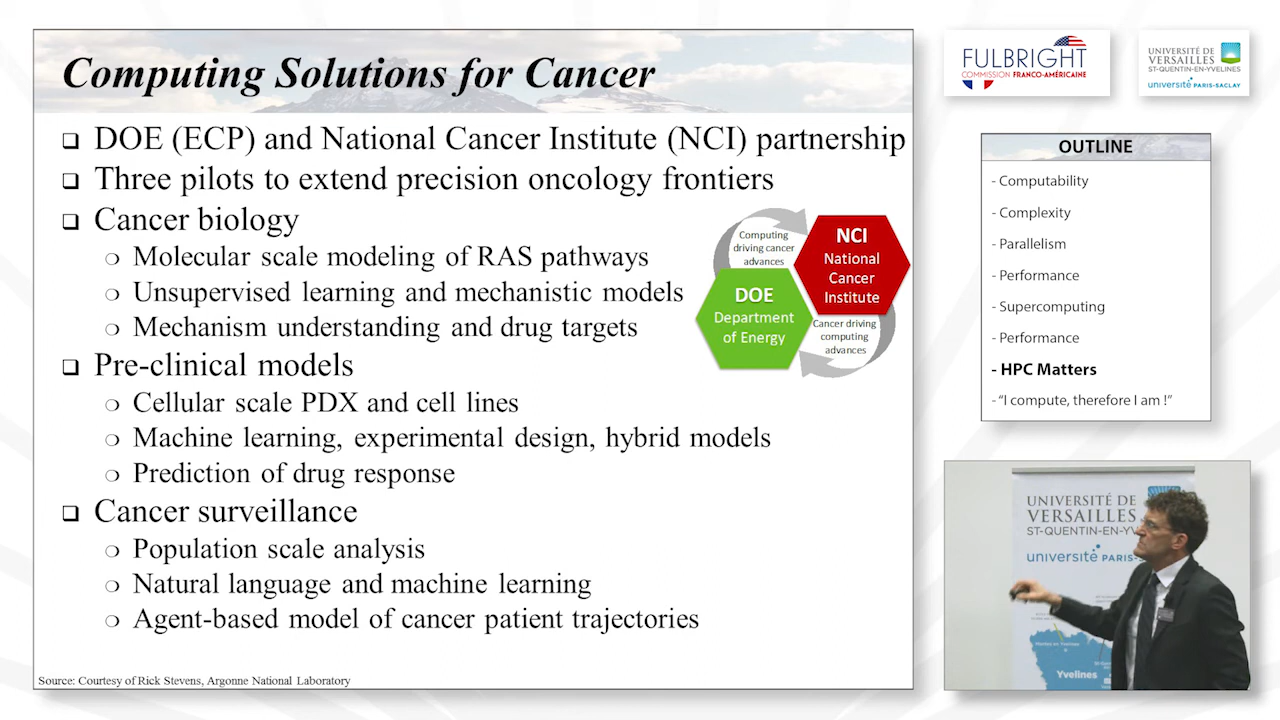 Computing Solutions for Cancer
DOE (ECP) and National Cancer Institute (NCI) partnership
Three pilots to extend precision oncology frontiers
Cancer biology
Molecular scale modeling of RAS pathways
Unsupervised learning and mechanistic models
Mechanism understanding and drug targets
Pre-clinical models
Cellular scale PDX and cell lines
Machine learning, experimental design, hybrid models
Prediction of drug response
Cancer surveillance
Population scale analysis
Natural language and machine learning
Agent-based model of cancer patient trajectories
Source: Courtesy of Rick Stevens, Argonne National Laboratory
Computing
driving cancer
advances
NCI
National
Cancer
Institute
DOE
Department
of Energy
Cancer driving
computing
advances
FULBRIGHT
COMMISSION FRANCO-AMÉRICAINE
UNIVERSITÉ DE
VERSAILLES
ST-QUENTIN-EN-YVELINES
université PARIS-SACLAY
OUTLINE
- Computability
- Complexity
- Parallelism
- Performance
- Supercomputing
- Performance
- HPC Matters
- “I compute, therefore I am !”
UNIVERSITÉ DE
VERSAILLES
ST-QUENTIN-EN-YV
université PARIS-S
Yvelines